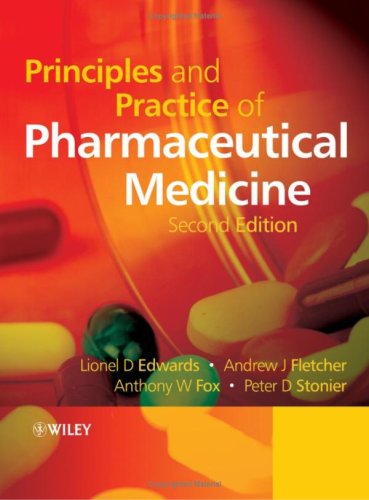 Principles and
Practice of
Pharmaceutical
Medicine
Second Edition
Lionel D Edwards • Andrew J Fletcher
Anthony W Fox • Peter D Stonier
WILEY